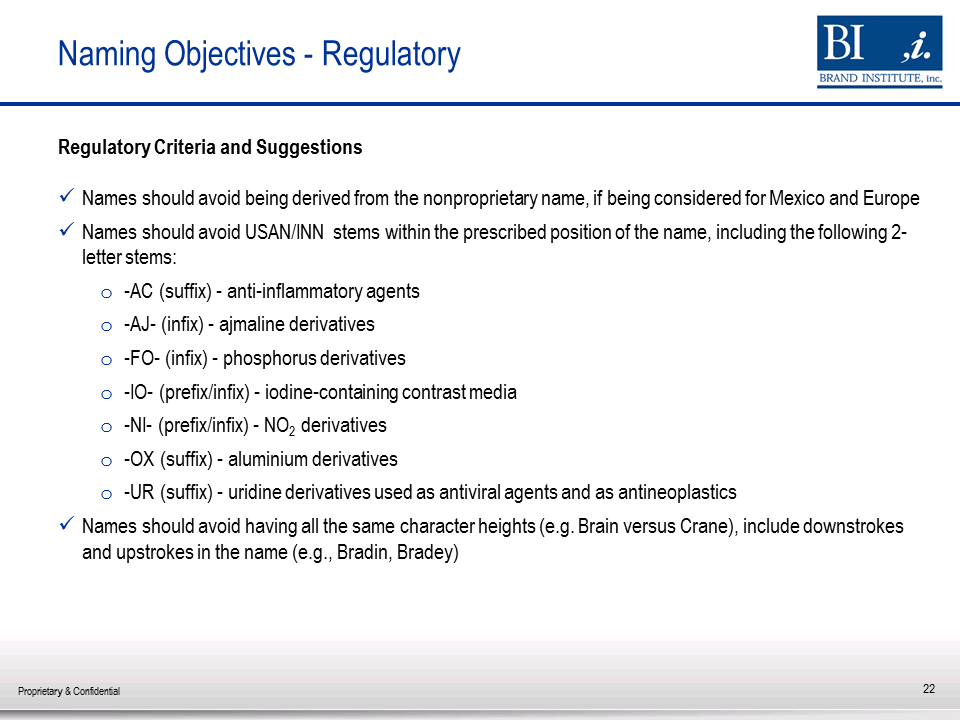 Naming Objectives - Regulatory
BI ,i.
BRAND INSTITUTE, inc.
Regulatory Criteria and Suggestions
✓ Names should avoid being derived from the nonproprietary name, if being considered for Mexico and Europe
✓ Names should avoid USAN/INN stems within the prescribed position of the name, including the following 2-
letter stems:
o -AC (suffix) - anti-inflammatory agents
o -AJ- (infix) - ajmaline derivatives
o -FO- (infix) - phosphorus derivatives
o -IO- (prefix/infix) - iodine-containing contrast media
o -NI- (prefix/infix) - NO₂ derivatives
o -OX (suffix) - aluminium derivatives
o -UR (suffix) - uridine derivatives used as antiviral agents and as antineoplastics
✓ Names should avoid having all the same character heights (e.g. Brain versus Crane), include downstrokes
and upstrokes in the name (e.g., Bradin, Bradey)
Proprietary & Confidential
22